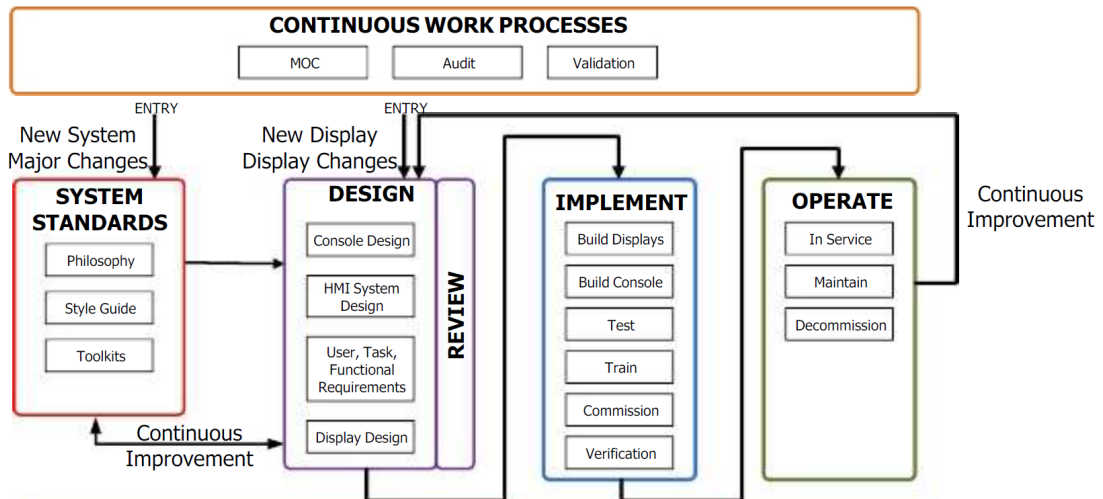 CONTINUOUS WORK PROCESSES
MOC
Audit
Validation
ENTRY
New System
Major Changes
ENTRY
New Display
Display Changes
SYSTEM
STANDARDS
Philosophy
Style Guide
Toolkits
Continuous
Improvement
DESIGN
Console Design
HMI System
Design
User, Task,
Functional
Requirements
Display Design
REVIEW
IMPLEMENT
Build Displays
Build Console
Test
Train
Commission
Verification
OPERATE
In Service
Maintain
Decommission
Continuous
Improvement